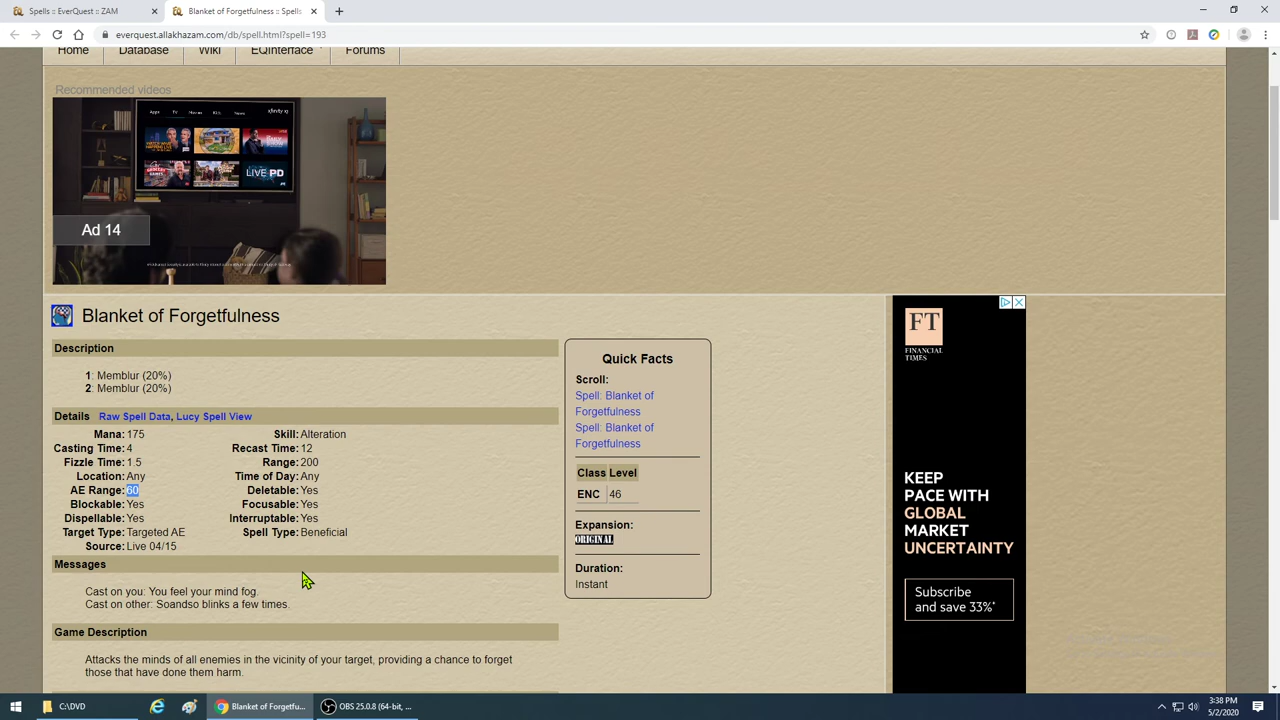 Spells :: EverQuest :: ZAM
Blanket of Forgetfulness :: Spells
everquest.allakhazam.com/db/spell.html?spell=193
Home
Database
Wiki
EQInterface
Forums
Recommended videos
xfinity
LIVE PD
Ad 14
Blanket of Forgetfulness
Description
1: Memblur (20%)
2: Memblur (20%)
Details Raw Spell Data, Lucy Spell View
Mana: 175 Skill: Alteration
Casting Time: 4 Recast Time: 12
Fizzle Time: 1.5 Range: 200
Location: Any Time of Day: Any
AE Range: 60 Deletable: Yes
Blockable: Yes Focusable: Yes
Dispellable: Yes Interruptable: Yes
Target Type: Targeted AE Spell Type: Beneficial
Source: Live 04/15
Messages
Cast on you: You feel your mind fog.
Cast on other: Soandso blinks a few times.
Game Description
Attacks the minds of all enemies in the vicinity of your target, providing a chance to forget
those that have done them harm.
Quick Facts
Scroll:
Spell: Blanket of
Forgetfulness
Spell: Blanket of
Forgetfulness
Class Level
ENC 46
Expansion:
ORIGINAL
Duration:
Instant
FT
FINANCIAL
TIMES
KEEP
PACE WITH
GLOBAL
MARKET
UNCERTAINTY
Subscribe
and save 33%*
C:\DVD
Blanket of Forgetfu...
OBS 25.0.8 (64-bit, ...
3:38 PM
5/2/2020